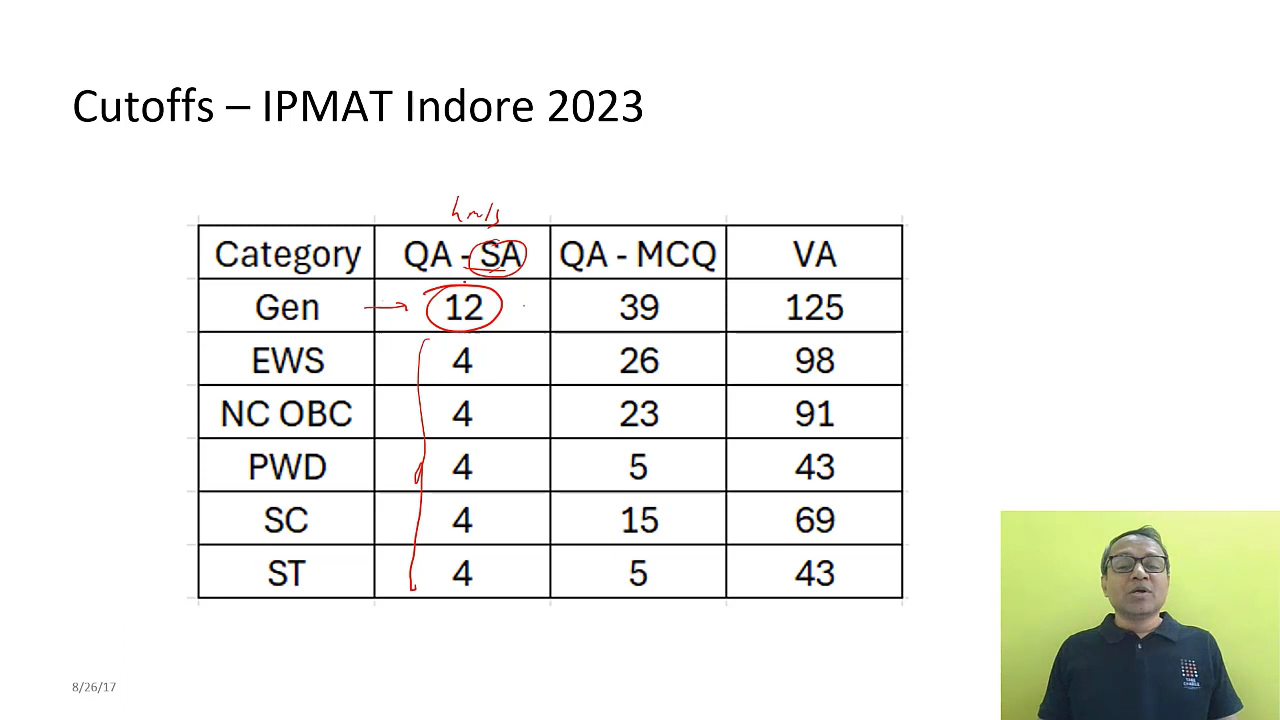 Cutoffs – IPMAT Indore 2023
Category QA - SA QA - MCQ VA
Gen 12 39 125
EWS 4 26 98
NC OBC 4 23 91
PWD 4 5 43
SC 4 15 69
ST 4 5 43
8/26/17